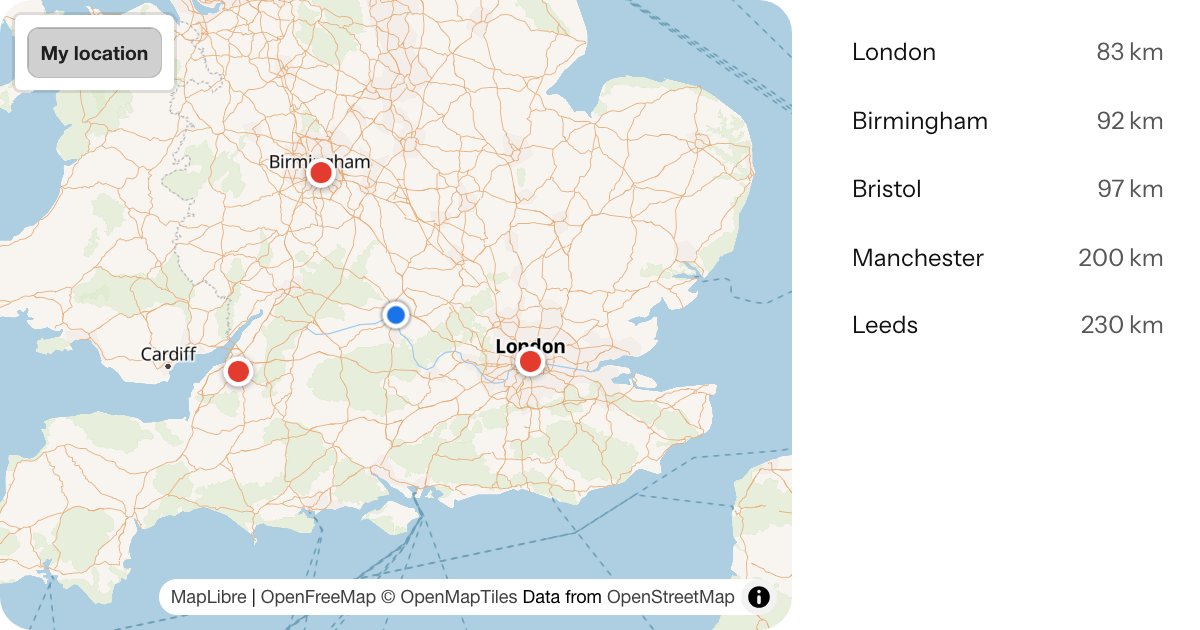 My location
Birmingham
Cardiff
London
MapLibre | OpenFreeMap © OpenMapTiles Data from OpenStreetMap
London 83 km
Birmingham 92 km
Bristol 97 km
Manchester 200 km
Leeds 230 km